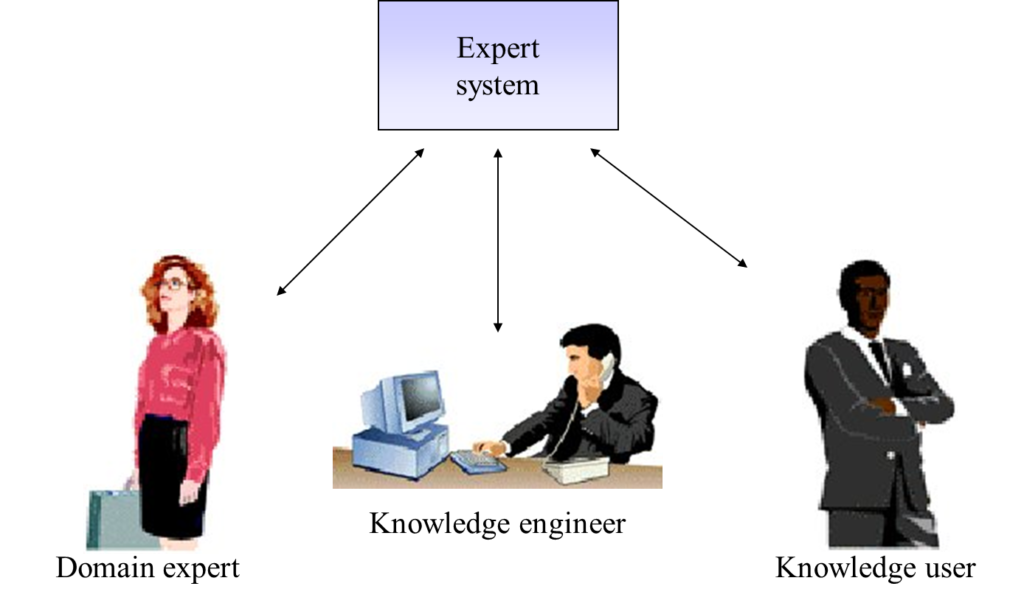 Expert
system
Knowledge engineer
Domain expert
Knowledge user